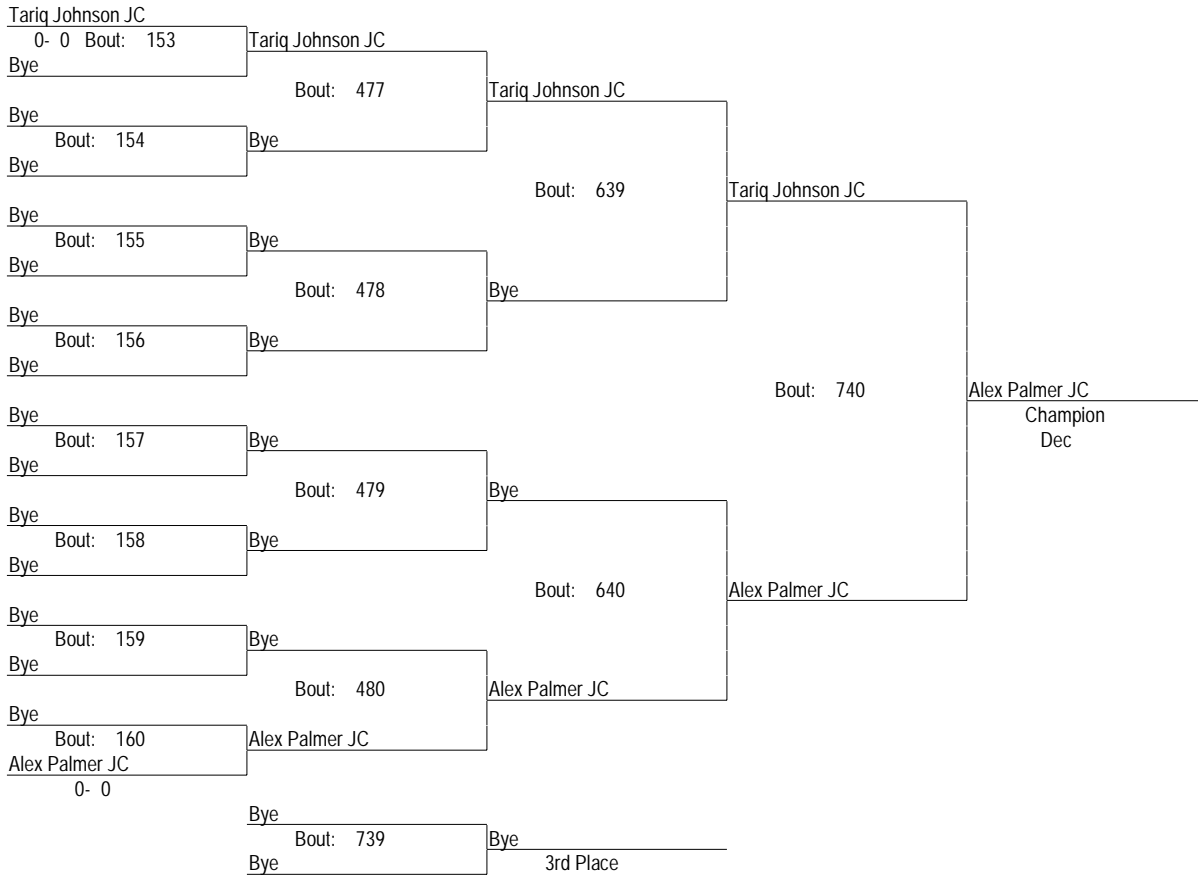 Tariq Johnson JC
0- 0 Bout: 153 Tariq Johnson JC
Bye
Bout: 477 Tariq Johnson JC
Bye
Bout: 154 Bye
Bye
Bout: 639 Tariq Johnson JC
Bye
Bout: 155 Bye
Bye
Bout: 478 Bye
Bye
Bout: 156 Bye
Bye
Bout: 740 Alex Palmer JC
Bye Champion
Bout: 157 Bye Dec
Bye
Bout: 479 Bye
Bye
Bout: 158 Bye
Bye
Bout: 640 Alex Palmer JC
Bye
Bout: 159 Bye
Bye
Bout: 480 Alex Palmer JC
Bye
Bout: 160 Alex Palmer JC
Alex Palmer JC
0- 0
Bye
Bout: 739 Bye
Bye 3rd Place